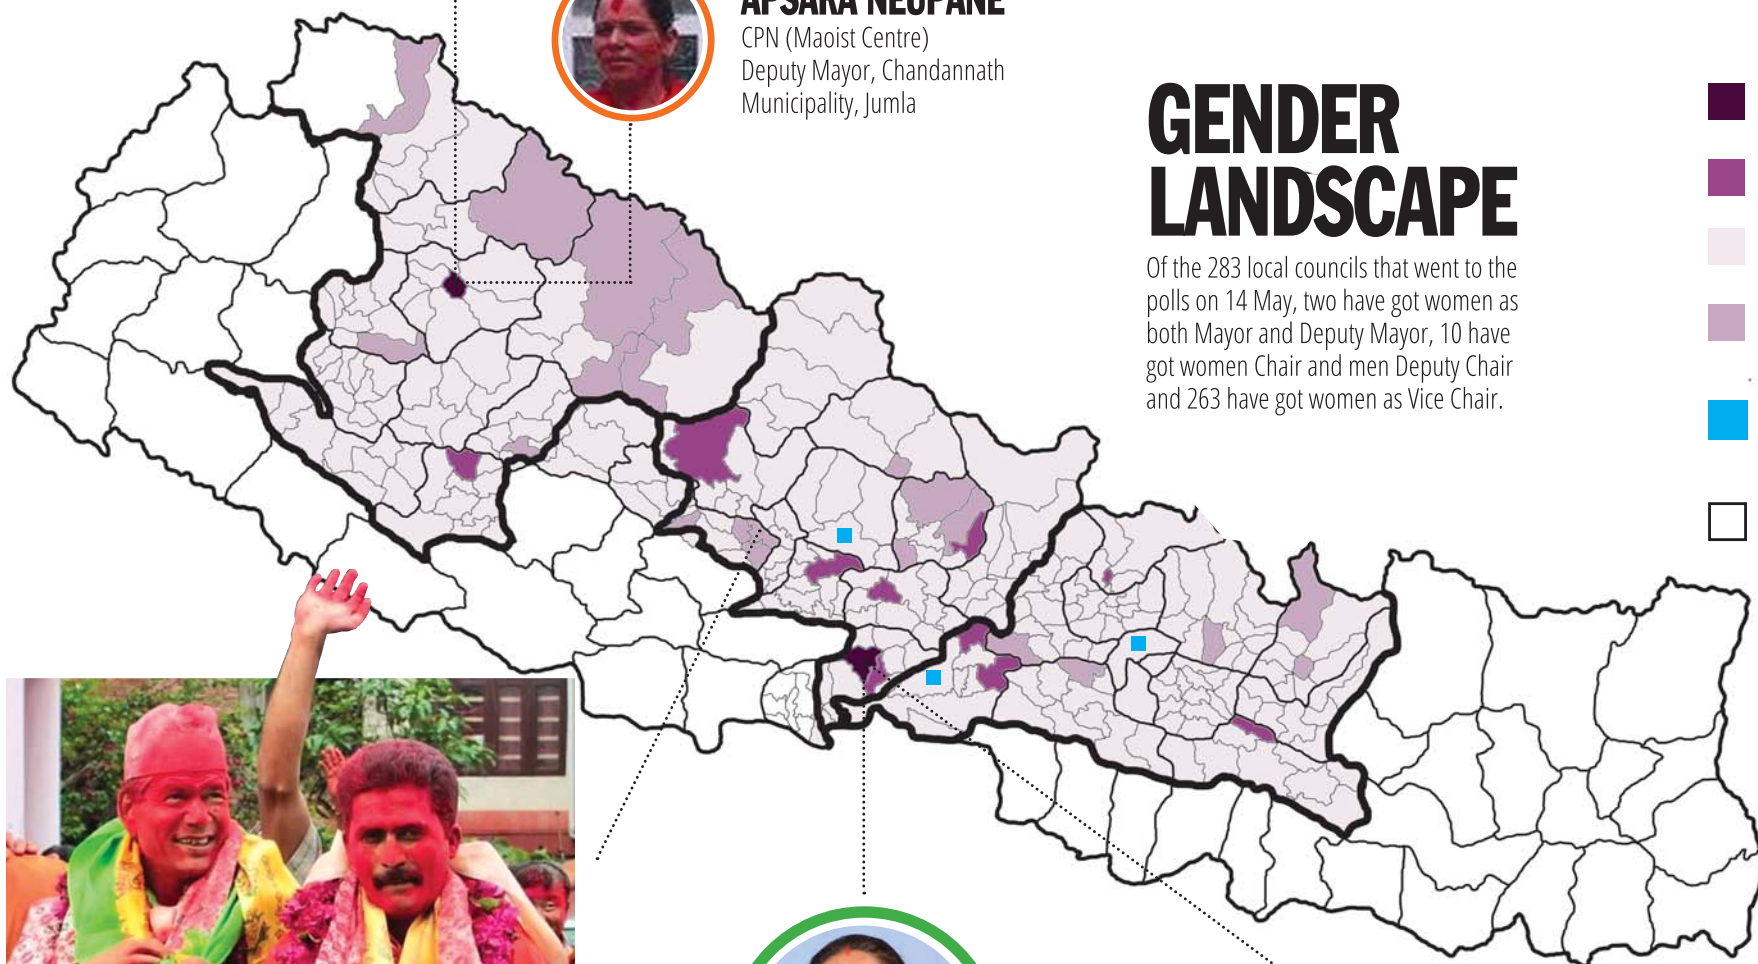 APSARA NEUPANE
CPN (Maoist Centre)
Deputy Mayor, Chandannath
Municipality, Jumla
GENDER
LANDSCAPE
Of the 283 local councils that went to the
polls on 14 May, two have got women as
both Mayor and Deputy Mayor, 10 have
got women Chair and men Deputy Chair
and 263 have got women as Vice Chair.